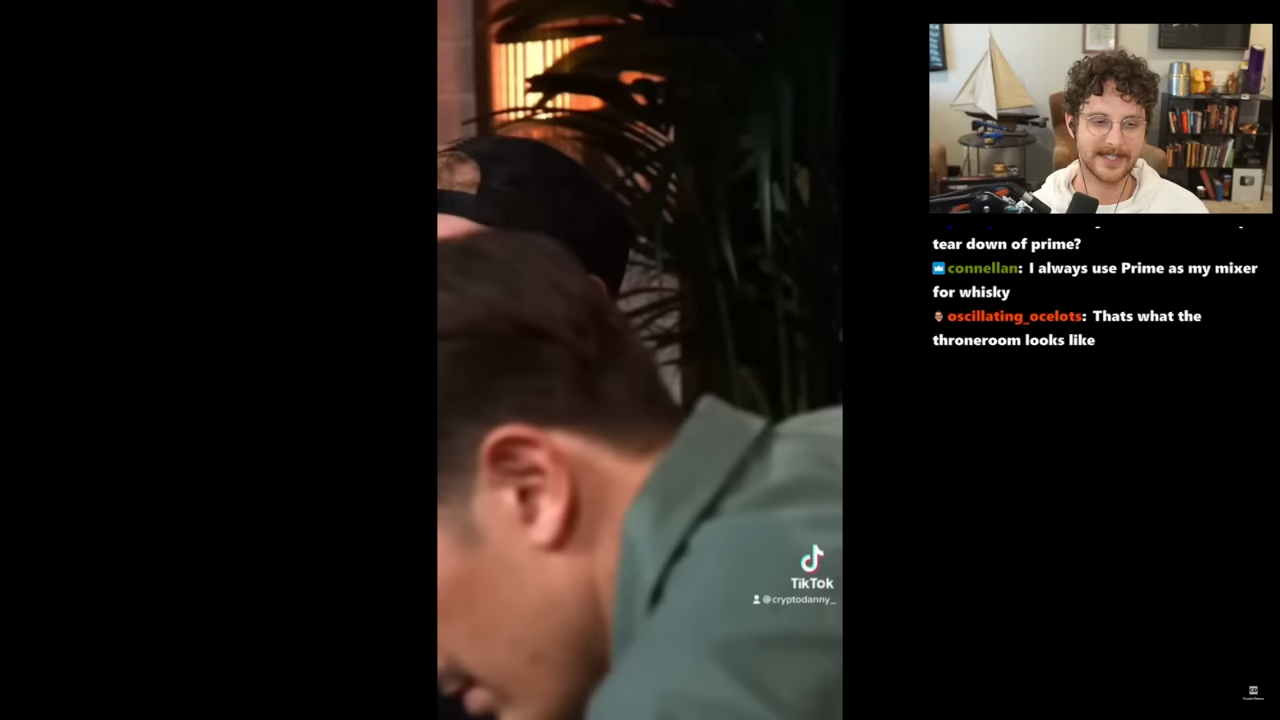 tear down of prime?
connellan: I always use Prime as my mixer
for whisky
oscillating_ocelots: Thats what the
throneroom looks like
TikTok
@cryptodanny_